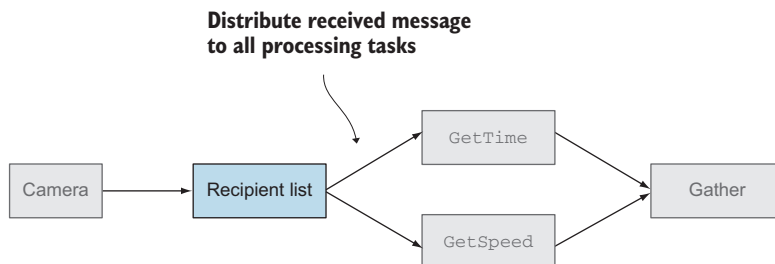 Distribute received message
to all processing tasks
GetTime
Camera
Recipient list
Gather
GetSpeed